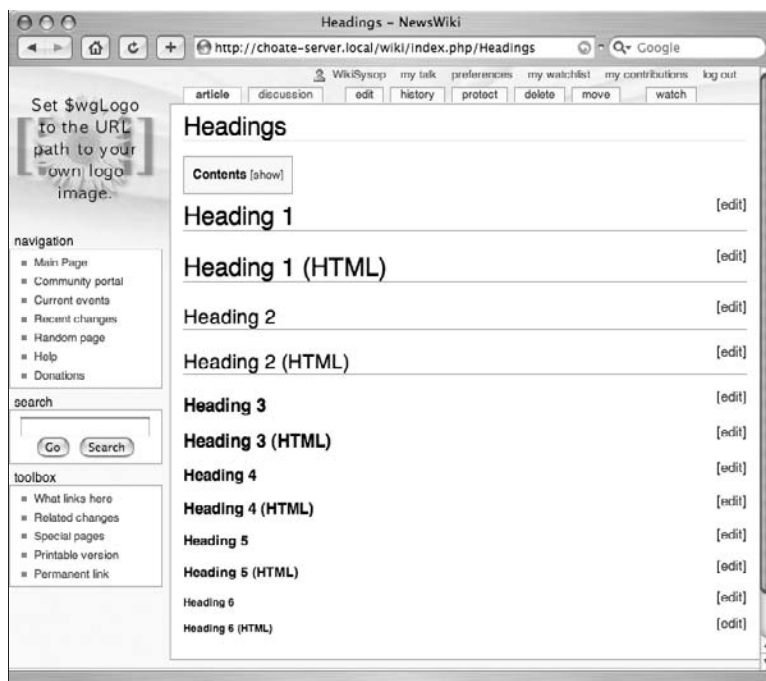 Headings – NewsWiki
http://choate-server.local/wiki/index.php/Headings
Google
WikiSysop my talk preferences my watchlist my contributions log out
article discussion edit history protect delete move watch
Set $wgLogo
to the URL
path to your
own logo
image.
Headings
Contents [show]
Heading 1 [edit]
Heading 1 (HTML) [edit]
Heading 2 [edit]
Heading 2 (HTML) [edit]
Heading 3 [edit]
Heading 3 (HTML) [edit]
Heading 4 [edit]
Heading 4 (HTML) [edit]
Heading 5 [edit]
Heading 5 (HTML) [edit]
Heading 6 [edit]
Heading 6 (HTML) [edit]
navigation
Main Page
Community portal
Current events
Recent changes
Random page
Help
Donations
search
Go Search
toolbox
What links here
Related changes
Special pages
Printable version
Permanent link